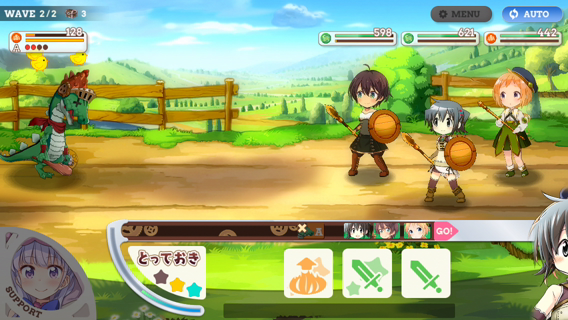 WAVE 2/2 3
MENU
AUTO
128
A
598
621
442
A
GO!
とっておき
SUPPORT